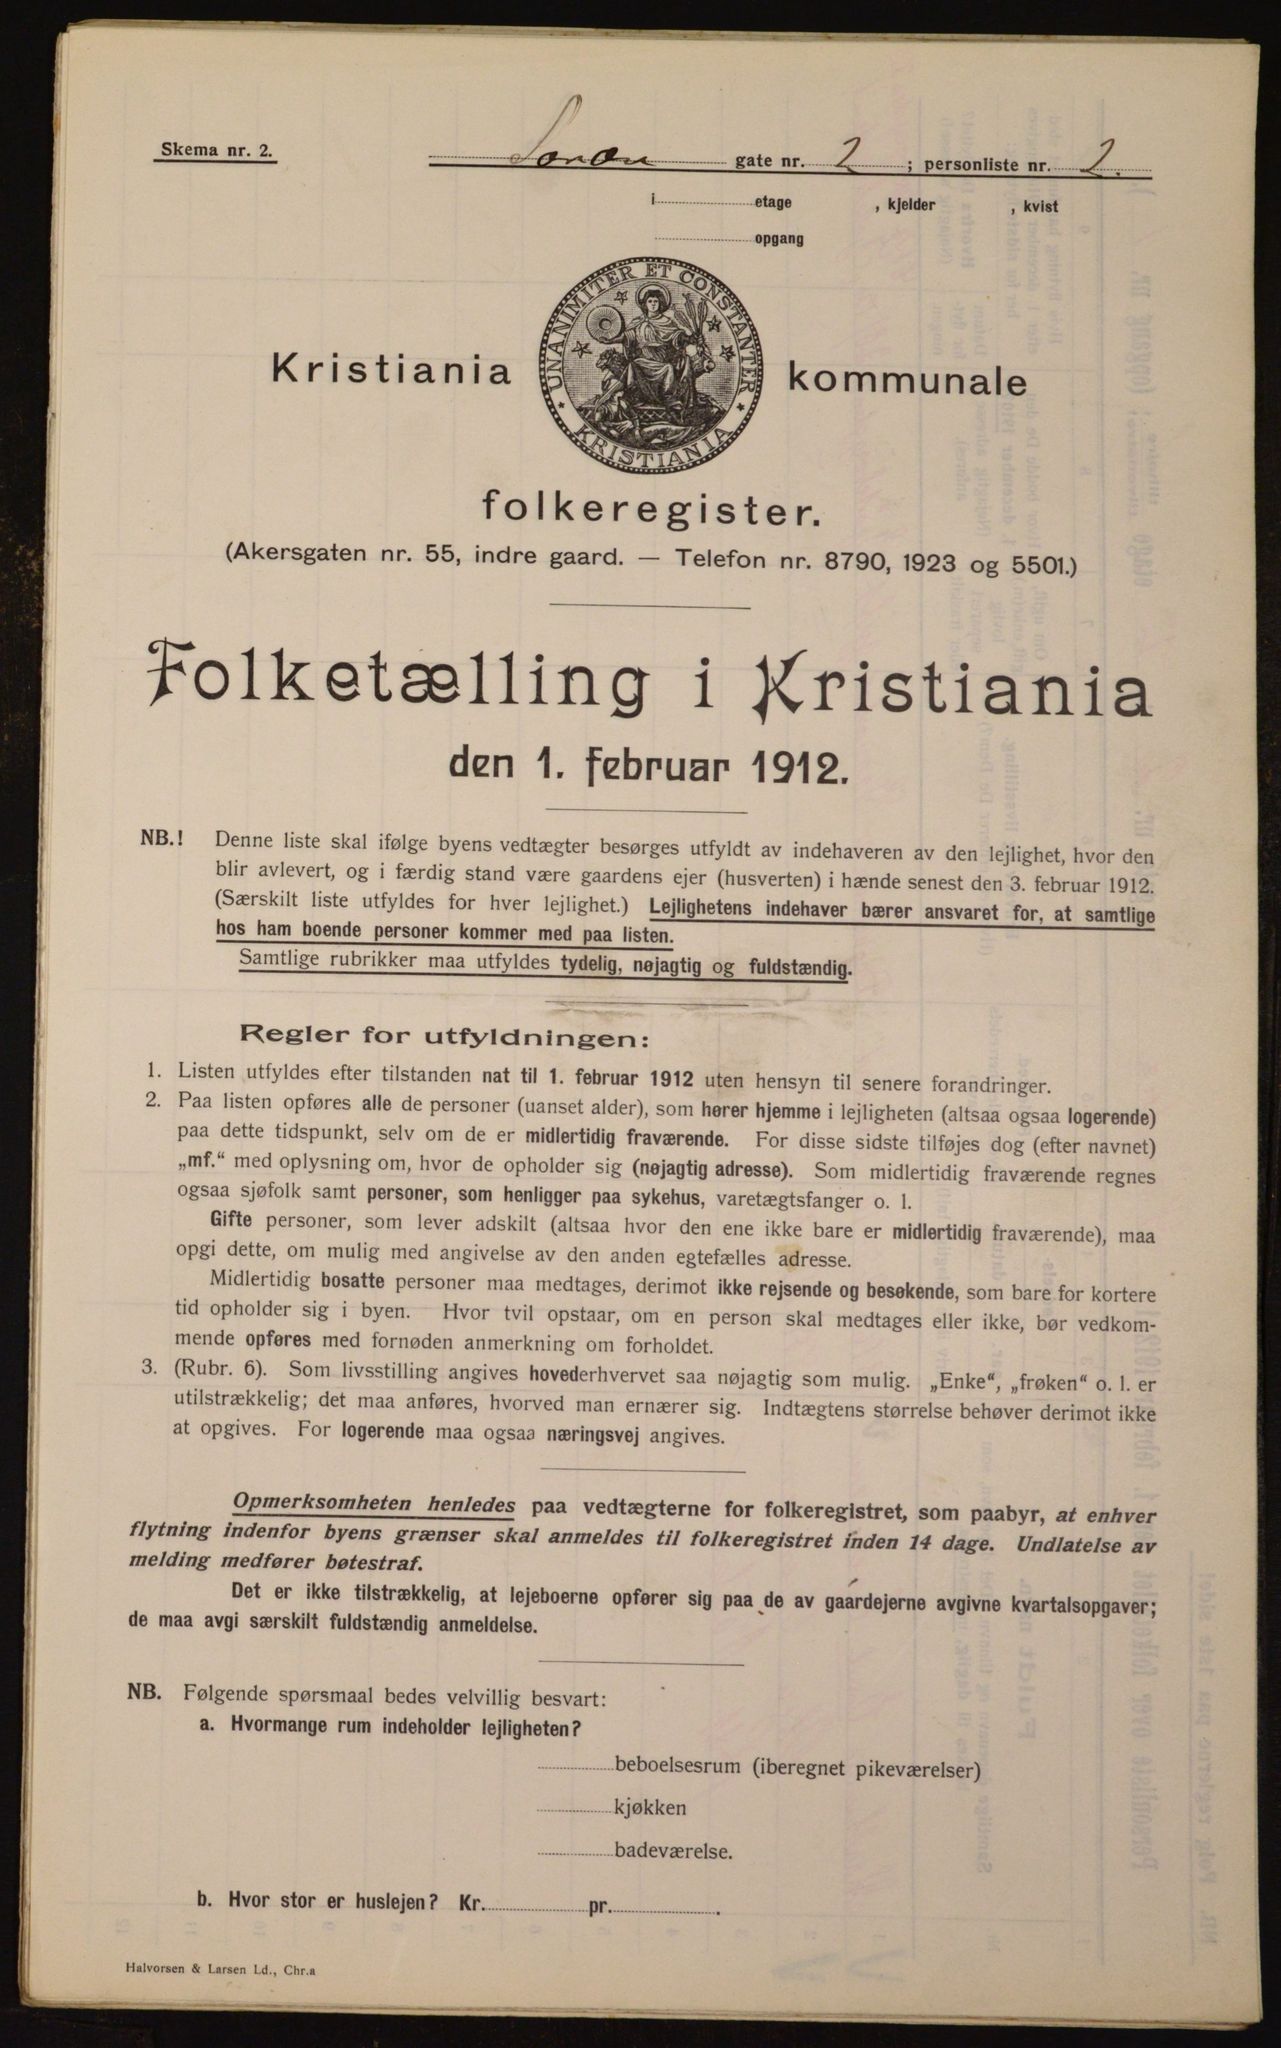 Skema nr. 2.
gate nr. 2 ; personliste nr. 2.
i etage , kjelder , kvist
opgang
UNANIMITER ET CONSTANTER
KRISTIANIA
Kristiania kommunale
folkeregister.
(Akersgaten nr. 55, indre gaard. — Telefon nr. 8790, 1923 og 5501.)
Folketælling i Kristiania
den 1. februar 1912.
NB.! Denne liste skal ifølge byens vedtægter besørges utfyldt av indehaveren av den lejlighet, hvor den
blir avlevert, og i færdig stand være gaardens ejer (husverten) i hænde senest den 3. februar 1912.
(Særskilt liste utfyldes for hver lejlighet.) Lejlighetens indehaver bærer ansvaret for, at samtlige
hos ham boende personer kommer med paa listen.
Samtlige rubrikker maa utfyldes tydelig, nøjagtig og fuldstændig.
Regler for utfyldningen:
1. Listen utfyldes efter tilstanden nat til 1. februar 1912 uten hensyn til senere forandringer.
2. Paa listen opføres alle de personer (uanset alder), som hører hjemme i lejligheten (altsaa ogsaa logerende)
paa dette tidspunkt, selv om de er midlertidig fraværende. For disse sidste tilføjes dog (efter navnet)
„mf.“ med oplysning om, hvor de opholder sig (nøjagtig adresse). Som midlertidig fraværende regnes
ogsaa sjøfolk samt personer, som henligger paa sykehus, varetægtsfanger o. l.
Gifte personer, som lever adskilt (altsaa hvor den ene ikke bare er midlertidig fraværende), maa
opgi dette, om mulig med angivelse av den anden egtefælles adresse.
Midlertidig bosatte personer maa medtages, derimot ikke rejsende og besøkende, som bare for kortere
tid opholder sig i byen. Hvor tvil opstaar, om en person skal medtages eller ikke, bør vedkom-
mende opføres med fornøden anmerkning om forholdet.
3. (Rubr. 6). Som livsstilling angives hovederhvervet saa nøjagtig som mulig. „Enke“, „frøken“ o. l. er
utilstrækkelig; det maa anføres, hvorved man ernærer sig. Indtægtens størrelse behøver derimot ikke
at opgives. For logerende maa ogsaa næringsvej angives.
Opmerksomheten henledes paa vedtægterne for folkeregistret, som paabyr, at enhver
flytning indenfor byens grænser skal anmeldes til folkeregistret inden 14 dage. Undlatelse av
melding medfører bøtestraf.
Det er ikke tilstrækkelig, at lejeboerne opfører sig paa de av gaardejerne avgivne kvartalsopgaver;
de maa avgi særskilt fuldstændig anmeldelse.
NB. Følgende spørsmaal bedes velvillig besvart:
a. Hvormange rum indeholder lejligheten?
beboelsesrum (iberegnet pikeværelser)
kjøkken
badeværelse.
b. Hvor stor er huslejen? Kr. pr.
Halvorsen & Larsen Ld., Chr.a